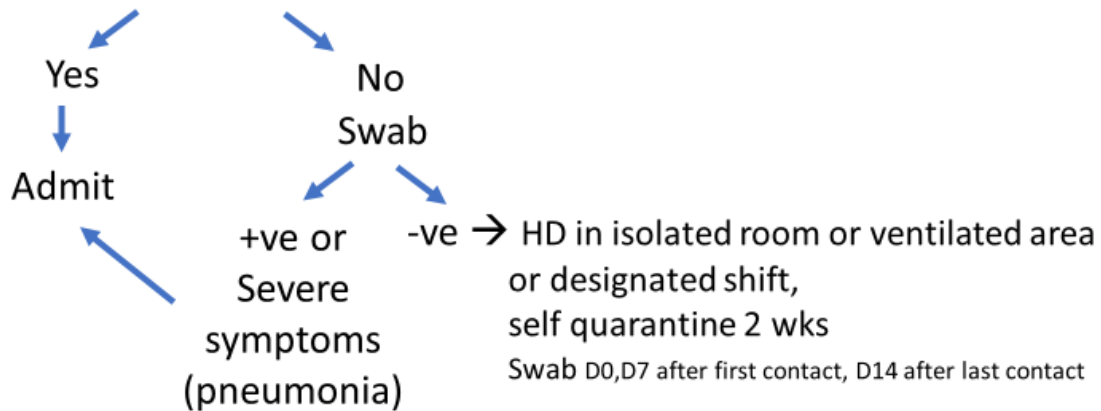 Yes
No
Swab
Admit
+ve or
Severe
symptoms
(pneumonia)
-ve → HD in isolated room or ventilated area
or designated shift,
self quarantine 2 wks
Swab D0,D7 after first contact, D14 after last contact